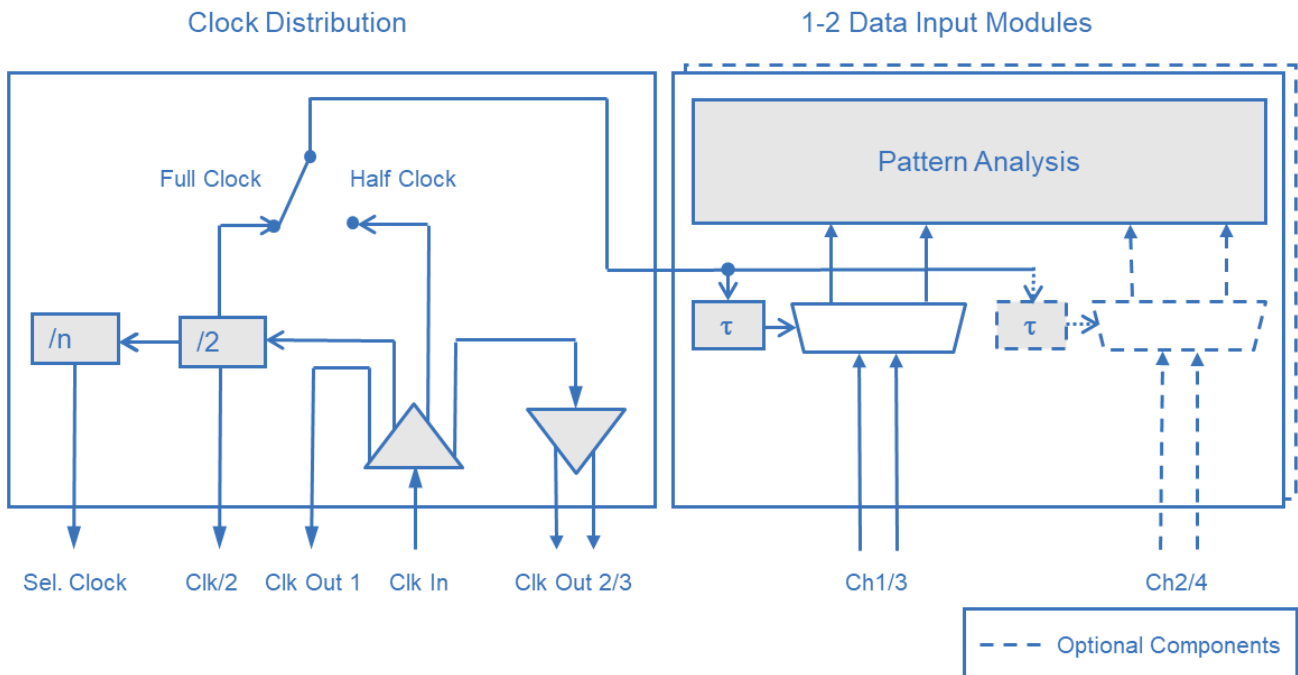 Clock Distribution
1-2 Data Input Modules
Pattern Analysis
Full Clock
Half Clock
/n
/2
τ
τ
Sel. Clock
Clk/2
Clk Out 1
Clk In
Clk Out 2/3
Ch1/3
Ch2/4
Optional Components